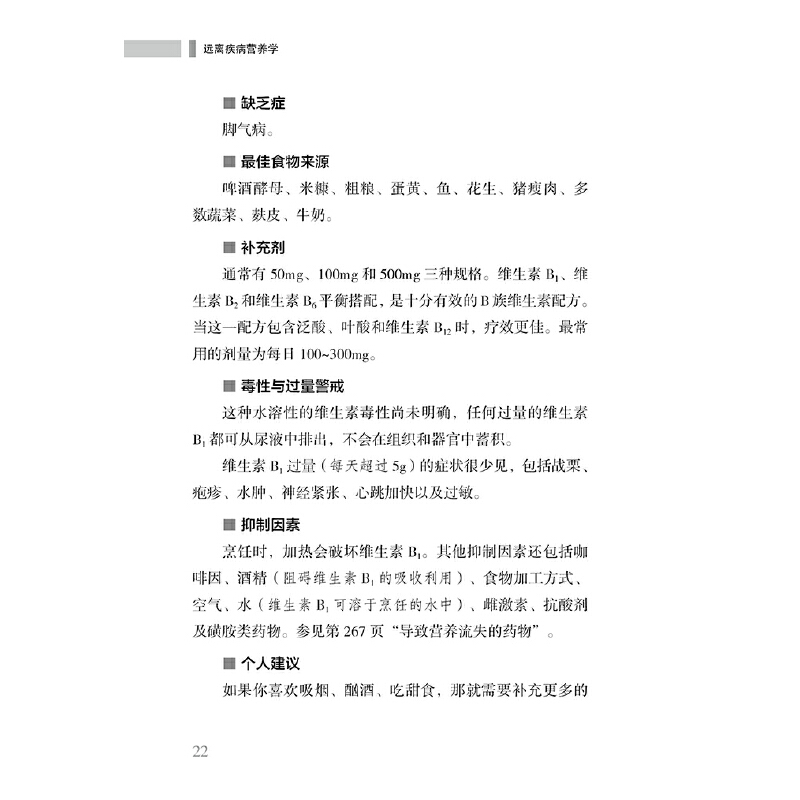 远离疾病营养学
■ 缺乏症
脚气病。
■ 最佳食物来源
啤酒酵母、米糠、粗粮、蛋黄、鱼、花生、猪瘦肉、多
数蔬菜、麸皮、牛奶。
■ 补充剂
通常有 50mg、100mg 和 500mg 三种规格。维生素 B₁、维
生素 B₂ 和维生素 B₆ 平衡搭配，是十分有效的 B 族维生素配方。
当这一配方包含泛酸、叶酸和维生素 B₁₂ 时，疗效更佳。最常
用的剂量为每日 100~300mg。
■ 毒性与过量警戒
这种水溶性的维生素毒性尚未明确，任何过量的维生素
B₁ 都可从尿液中排出，不会在组织和器官中蓄积。
维生素 B₁ 过量（每天超过 5g）的症状很少见，包括战栗、
疱疹、水肿、神经紧张、心跳加快以及过敏。
■ 抑制因素
烹饪时，加热会破坏维生素 B₁。其他抑制因素还包括咖
啡因、酒精（阻碍维生素 B₁ 的吸收利用）、食物加工方式、
空气、水（维生素 B₁ 可溶于烹饪的水中）、雌激素、抗酸剂
及磺胺类药物。参见第 267 页“导致营养流失的药物”。
■ 个人建议
如果你喜欢吸烟、酗酒、吃甜食，那就需要补充更多的
22